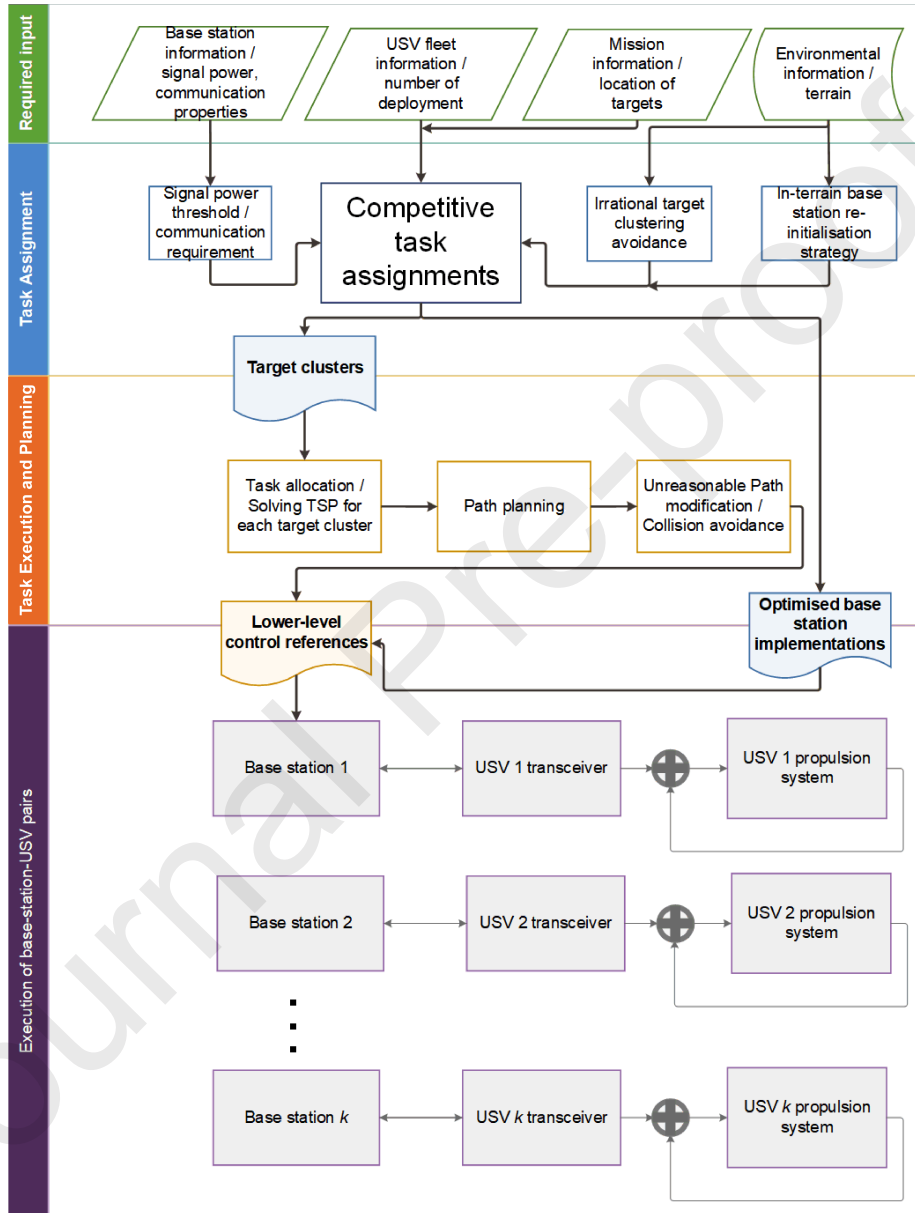 Required input
Base station
information /
signal power,
communication
properties
USV fleet
information /
number of
deployment
Mission
information /
location of
targets
Environmental
information /
terrain
Task Assignment
Signal power
threshold /
communication
requirement
Competitive
task
assignments
Irrational target
clustering
avoidance
In-terrain base
station re-
initialisation
strategy
Target clusters
Task Execution and Planning
Task allocation /
Solving TSP for
each target cluster
Path planning
Unreasonable Path
modification /
Collision avoidance
Lower-level
control references
Optimised base
station
implementations
Execution of base-station-USV pairs
Base station 1
USV 1 transceiver
USV 1 propulsion
system
Base station 2
USV 2 transceiver
USV 2 propulsion
system
Base station k
USV k transceiver
USV k propulsion
system
ournal Pre-proof